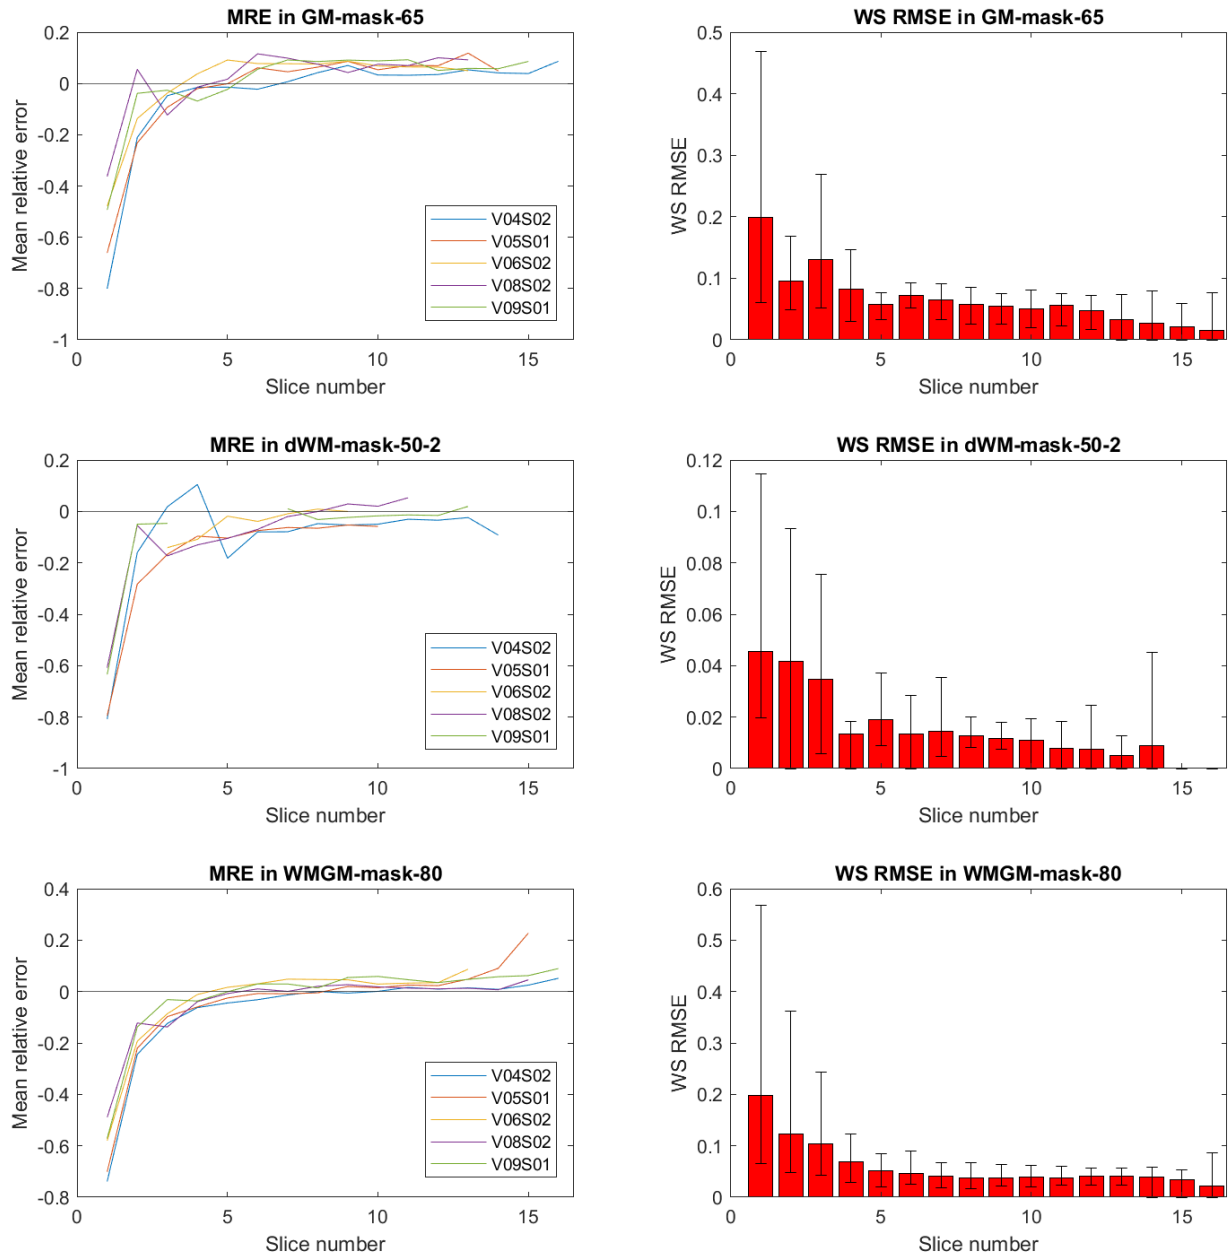 MRE in GM-mask-65
0.2
0
-0.2
-0.4
-0.6
-0.8
-1
Mean relative error
V04S02
V05S01
V06S02
V08S02
V09S01
0
5
10
15
Slice number
WS RMSE in GM-mask-65
0.5
0.4
0.3
0.2
0.1
0
WS RMSE
0
5
10
15
Slice number
MRE in dWM-mask-50-2
0.2
0
-0.2
-0.4
-0.6
-0.8
-1
Mean relative error
V04S02
V05S01
V06S02
V08S02
V09S01
0
5
10
15
Slice number
WS RMSE in dWM-mask-50-2
0.12
0.1
0.08
0.06
0.04
0.02
0
WS RMSE
0
5
10
15
Slice number
MRE in WMGM-mask-80
0.4
0.2
0
-0.2
-0.4
-0.6
-0.8
Mean relative error
V04S02
V05S01
V06S02
V08S02
V09S01
0
5
10
15
Slice number
WS RMSE in WMGM-mask-80
0.6
0.5
0.4
0.3
0.2
0.1
0
WS RMSE
0
5
10
15
Slice number